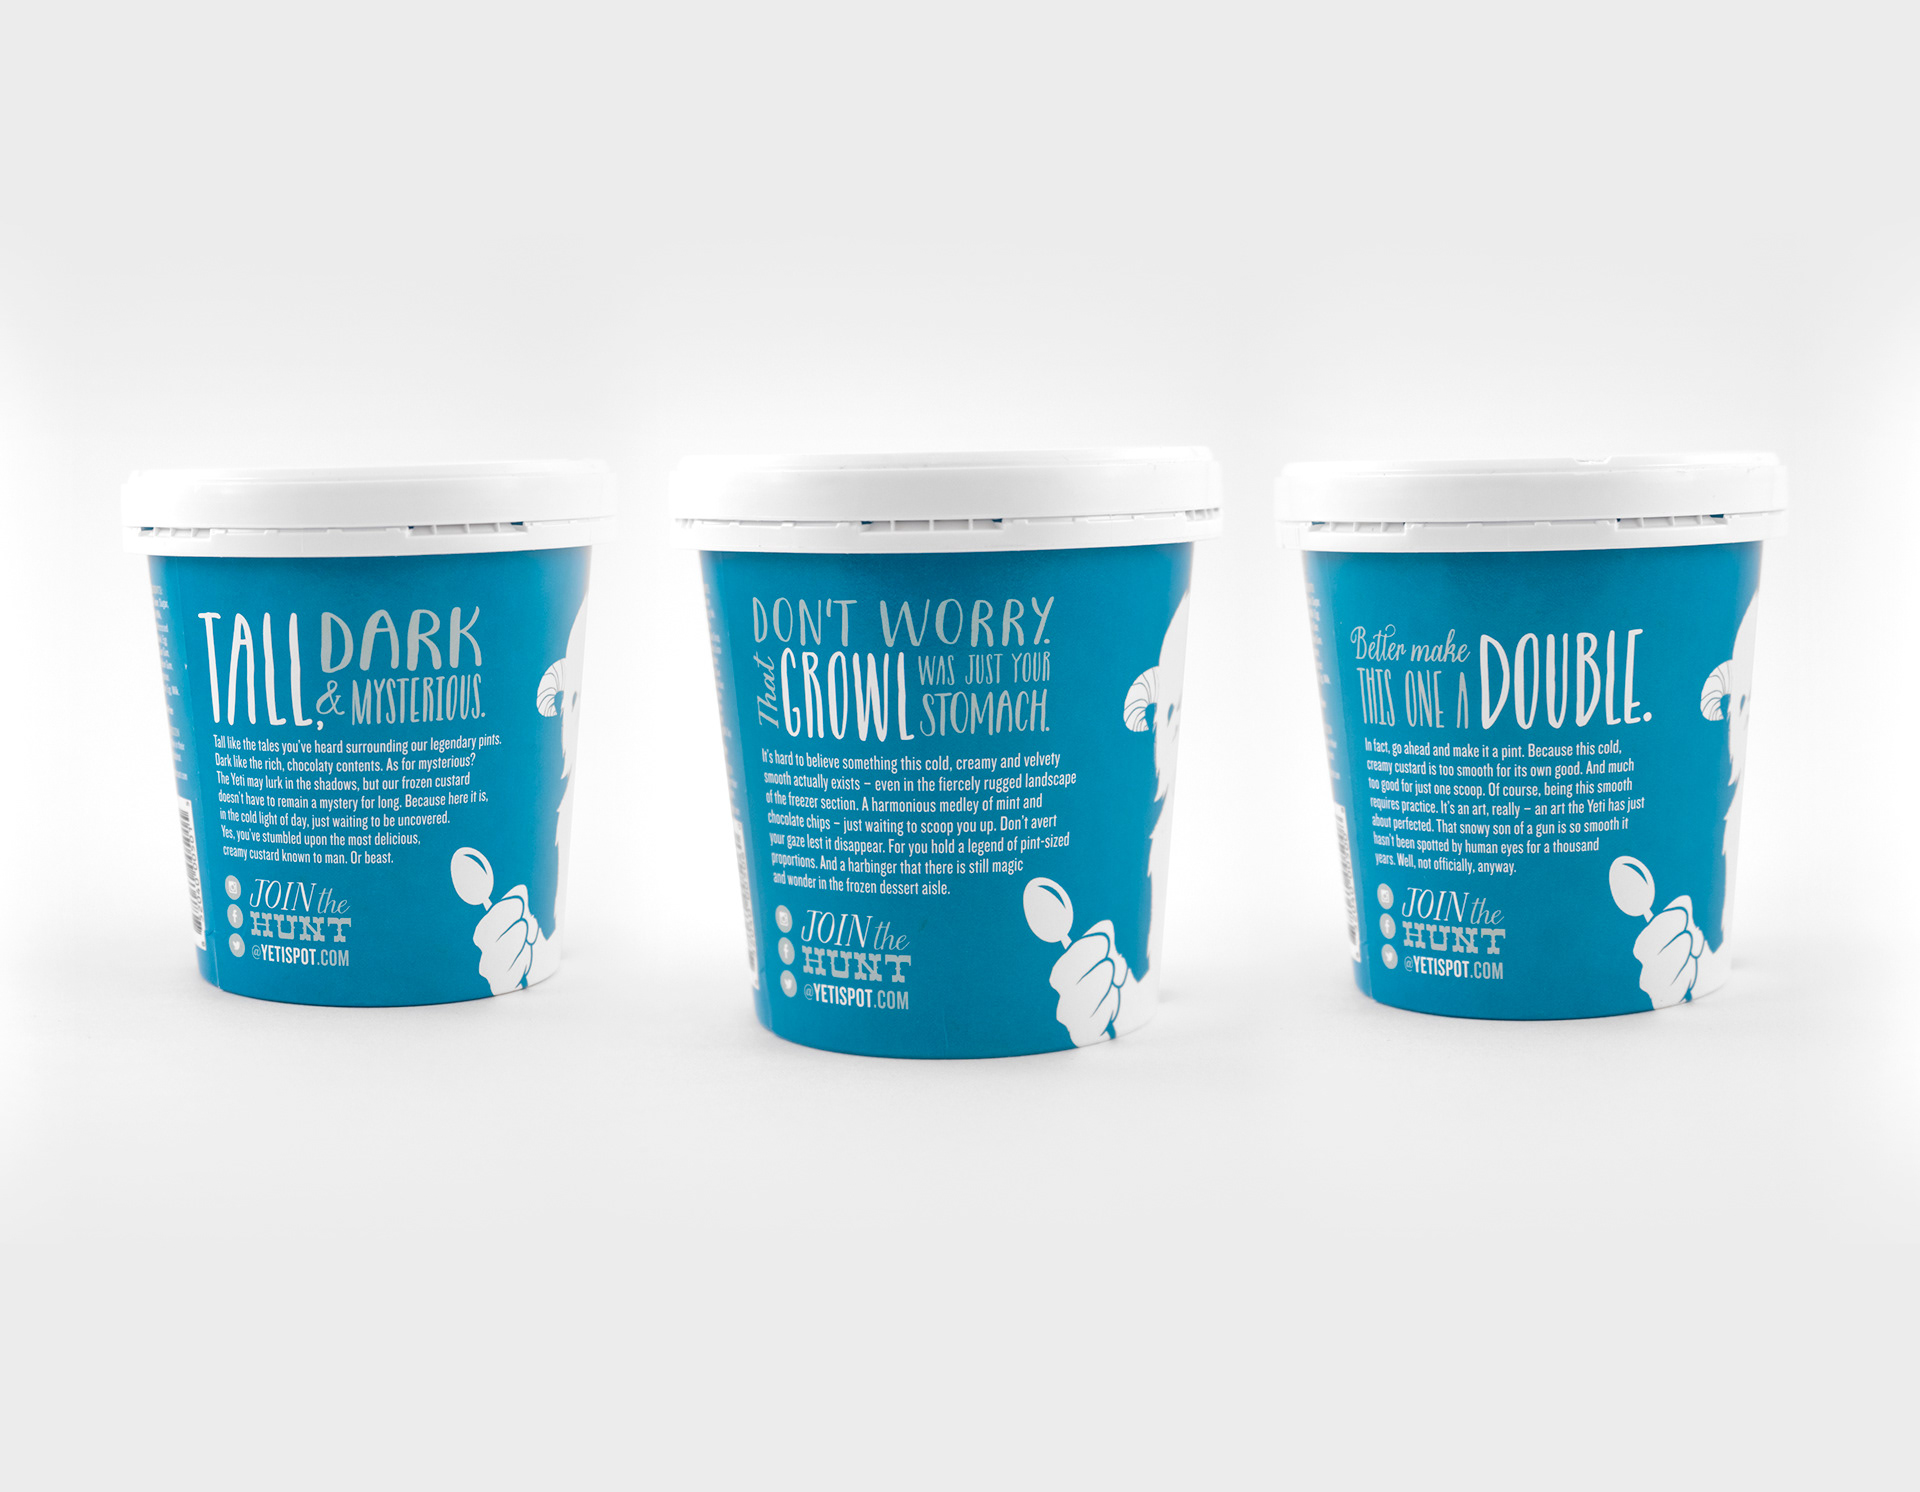 TALL, DARK
& MYSTERIOUS.
Tall like the tales you've heard surrounding our legendary pints.
Dark like the rich, chocolaty contents. As for mysterious?
The Yeti may lurk in the shadows, but our frozen custard
doesn't have to remain a mystery for long. Because here it is,
in the cold light of day, just waiting to be uncovered.
Yes, you've stumbled upon the most delicious,
creamy custard known to man. Or beast.
JOIN the
HUNT
@YETISPOT.COM
DON'T WORRY.
That GROWL WAS JUST YOUR
STOMACH.
It's hard to believe something this cold, creamy and velvety
smooth actually exists – even in the fiercely rugged landscape
of the freezer section. A harmonious medley of mint and
chocolate chips – just waiting to scoop you up. Don't avert
your gaze lest it disappear. For you hold a legend of pint-sized
proportions. And a harbinger that there is still magic
and wonder in the frozen dessert aisle.
JOIN the
HUNT
@YETISPOT.COM
Better make
THIS ONE A DOUBLE.
In fact, go ahead and make it a pint. Because this cold,
creamy custard is too smooth for its own good. And much
too good for just one scoop. Of course, being this smooth
requires practice. It's an art, really – an art the Yeti has just
about perfected. That snowy son of a gun is so smooth it
hasn't been spotted by human eyes for a thousand
years. Well, not officially, anyway.
JOIN the
HUNT
@YETISPOT.COM